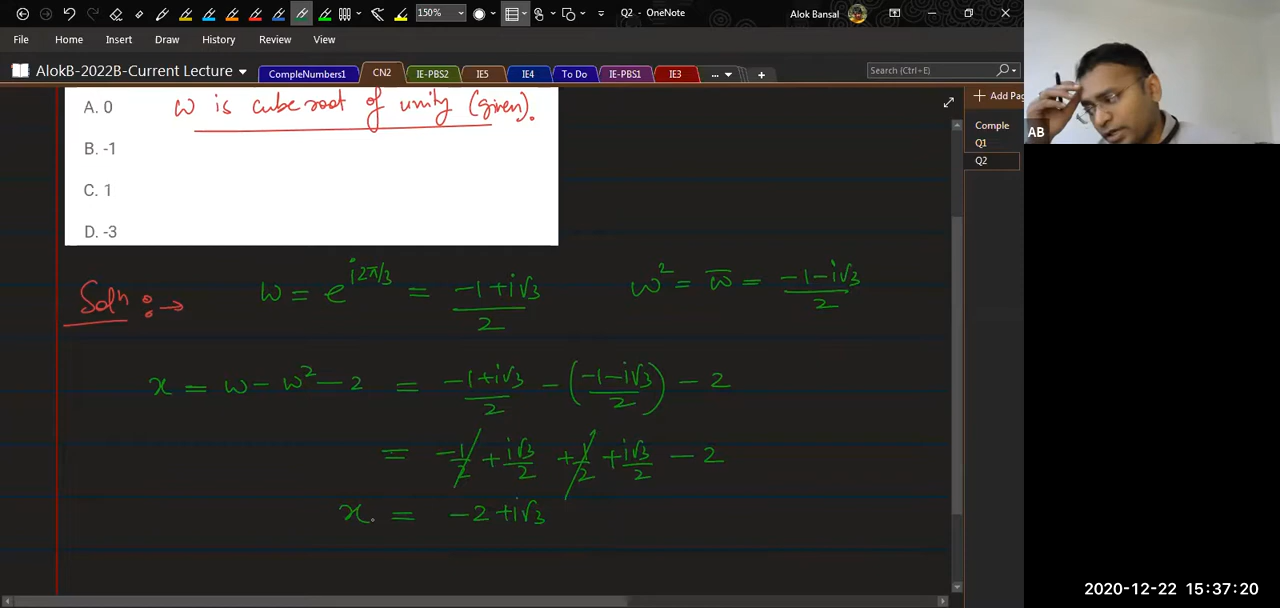 150% Q2 - OneNote Alok Bansal
File Home Insert Draw History Review View
AlokB-2022B-Current Lecture CompleNumbers1 CN2 IE-PBS2 IE5 IE4 To Do IE-PBS1 IE3 ... + Search (Ctrl+E)
+ Add Pag
Comple
Q1
Q2
AB
A. 0 ω is cube root of unity (given).
B. -1
C. 1
D. -3
Solⁿ :→ ω = e^{i2π/3} = (-1+i√3)/2 ω² = ω̅ = (-1-i√3)/2
x = ω - ω² - 2 = (-1+i√3)/2 - ((-1-i√3)/2) - 2
= -1/2 + i√3/2 + 1/2 + i√3/2 - 2
x = -2 + i√3
2020-12-22 15:37:20